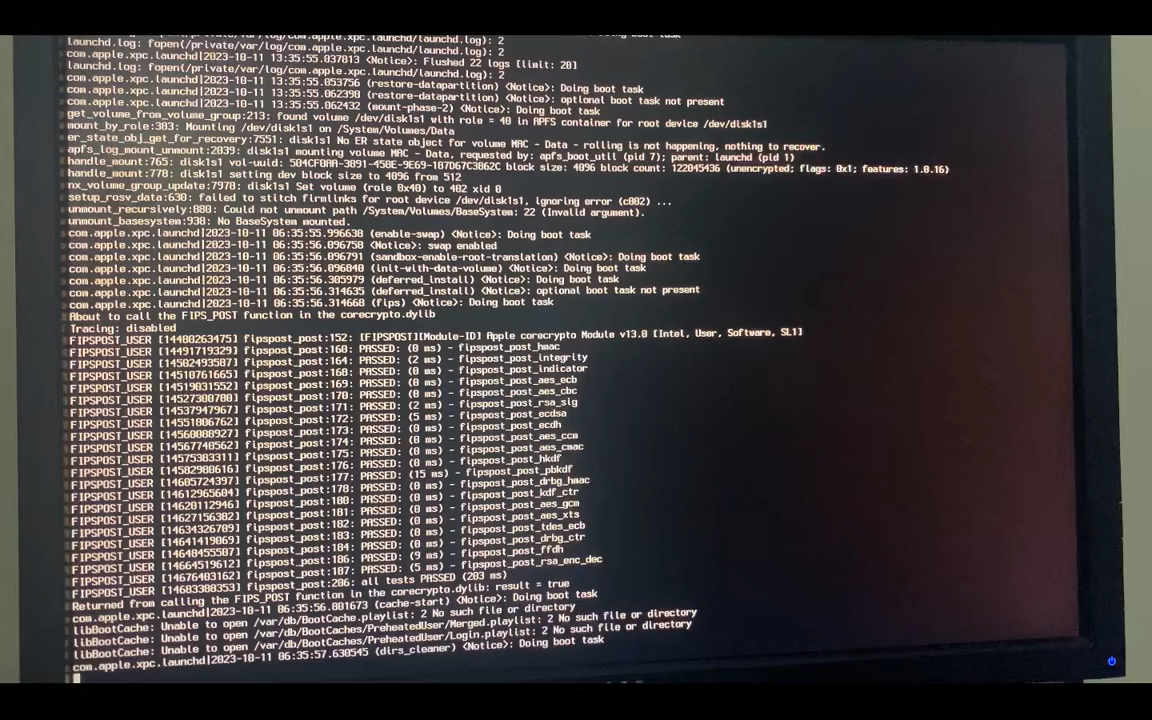 launchd.log: fopen(/private/var/log/com.apple.xpc.launchd/launchd.log): 2
com.apple.xpc.launchd|2023-10-11 13:35:55.037013 <Notice>: Flushed 22 logs [limit: 20]
launchd.log: fopen(/private/var/log/com.apple.xpc.launchd/launchd.log): 2
com.apple.xpc.launchd|2023-10-11 13:35:55.053756 (restore-datapartition) <Notice>: Doing boot task
com.apple.xpc.launchd|2023-10-11 13:35:55.062398 (restore-datapartition) <Notice>: optional boot task not present
com.apple.xpc.launchd|2023-10-11 13:35:55.062432 (mount-phase-2) <Notice>: Doing boot task
get_volume_from_volume_group:213: found volume /dev/disk1s1 with role = 40 in APFS container for root device /dev/disk1s1
mount_by_role:383: Mounting /dev/disk1s1 on /System/Volumes/Data
er_state_obj_get_for_recovery:7551: disk1s1 No ER state object for volume MAC - Data - rolling is not happening, nothing to recover.
apfs_log_mount_unmount:2039: disk1s1 mounting volume MAC - Data, requested by: apfs_boot_util (pid 7); parent: launchd (pid 1)
handle_mount:765: disk1s1 vol-uuid: 504CF0AA-3891-458E-9E69-187D67C3062C block size: 4096 block count: 122045436 (unencrypted; flags: 0x1; features: 1.0.16)
handle_mount:778: disk1s1 setting dev block size to 4096 from 512
nx_volume_group_update:7978: disk1s1 Set volume (role 0x40) to 402 xid 0
setup_rosv_data:630: failed to stitch firmlinks for root device /dev/disk1s1, ignoring error (c002) ...
unmount_recursively:880: Could not unmount path /System/Volumes/BaseSystem: 22 (Invalid argument).
unmount_basesystem:938: No BaseSystem mounted.
com.apple.xpc.launchd|2023-10-11 06:35:55.996638 (enable-swap) <Notice>: Doing boot task
com.apple.xpc.launchd|2023-10-11 06:35:56.096758 <Notice>: swap enabled
com.apple.xpc.launchd|2023-10-11 06:35:56.096791 (sandbox-enable-root-translation) <Notice>: Doing boot task
com.apple.xpc.launchd|2023-10-11 06:35:56.096840 (init-with-data-volume) <Notice>: Doing boot task
com.apple.xpc.launchd|2023-10-11 06:35:56.305979 (deferred_install) <Notice>: Doing boot task
com.apple.xpc.launchd|2023-10-11 06:35:56.314635 (deferred_install) <Notice>: optional boot task not present
com.apple.xpc.launchd|2023-10-11 06:35:56.314668 (fips) <Notice>: Doing boot task
About to call the FIPS_POST function in the corecrypto.dylib
Tracing: disabled
FIPSPOST_USER [14480263475] fipspost_post:152: [FIPSPOST][Module-ID] Apple corecrypto Module v13.0 [Intel, User, Software, SL1]
FIPSPOST_USER [14491719329] fipspost_post:160: PASSED: (0 ms) - fipspost_post_hmac
FIPSPOST_USER [14502493587] fipspost_post:164: PASSED: (2 ms) - fipspost_post_integrity
FIPSPOST_USER [14510761665] fipspost_post:168: PASSED: (0 ms) - fipspost_post_indicator
FIPSPOST_USER [14519031552] fipspost_post:169: PASSED: (0 ms) - fipspost_post_aes_ecb
FIPSPOST_USER [14527300780] fipspost_post:170: PASSED: (0 ms) - fipspost_post_aes_cbc
FIPSPOST_USER [14537947967] fipspost_post:171: PASSED: (2 ms) - fipspost_post_rsa_sig
FIPSPOST_USER [14551806762] fipspost_post:172: PASSED: (5 ms) - fipspost_post_ecdsa
FIPSPOST_USER [14560080927] fipspost_post:173: PASSED: (0 ms) - fipspost_post_ecdh
FIPSPOST_USER [14567740562] fipspost_post:174: PASSED: (0 ms) - fipspost_post_aes_ccm
FIPSPOST_USER [14575383311] fipspost_post:175: PASSED: (0 ms) - fipspost_post_aes_cmac
FIPSPOST_USER [14582980616] fipspost_post:176: PASSED: (0 ms) - fipspost_post_hkdf
FIPSPOST_USER [14605724397] fipspost_post:177: PASSED: (15 ms) - fipspost_post_pbkdf
FIPSPOST_USER [14612965604] fipspost_post:178: PASSED: (0 ms) - fipspost_post_drbg_hmac
FIPSPOST_USER [14620112946] fipspost_post:180: PASSED: (0 ms) - fipspost_post_kdf_ctr
FIPSPOST_USER [14627156382] fipspost_post:181: PASSED: (0 ms) - fipspost_post_aes_gcm
FIPSPOST_USER [14634326709] fipspost_post:182: PASSED: (0 ms) - fipspost_post_aes_xts
FIPSPOST_USER [14641419069] fipspost_post:183: PASSED: (0 ms) - fipspost_post_tdes_ecb
FIPSPOST_USER [14648455507] fipspost_post:184: PASSED: (0 ms) - fipspost_post_drbg_ctr
FIPSPOST_USER [14664519612] fipspost_post:186: PASSED: (9 ms) - fipspost_post_ffdh
FIPSPOST_USER [14676403162] fipspost_post:187: PASSED: (5 ms) - fipspost_post_rsa_enc_dec
FIPSPOST_USER [14683388353] fipspost_post:206: all tests PASSED (203 ms)
Returned from calling the FIPS_POST function in the corecrypto.dylib: result = true
com.apple.xpc.launchd|2023-10-11 06:35:56.801673 (cache-start) <Notice>: Doing boot task
libBootCache: Unable to open /var/db/BootCache.playlist: 2 No such file or directory
libBootCache: Unable to open /var/db/BootCaches/PreheatedUser/Merged.playlist: 2 No such file or directory
libBootCache: Unable to open /var/db/BootCaches/PreheatedUser/Login.playlist: 2 No such file or directory
com.apple.xpc.launchd|2023-10-11 06:35:57.630545 (dirs_cleaner) <Notice>: Doing boot task